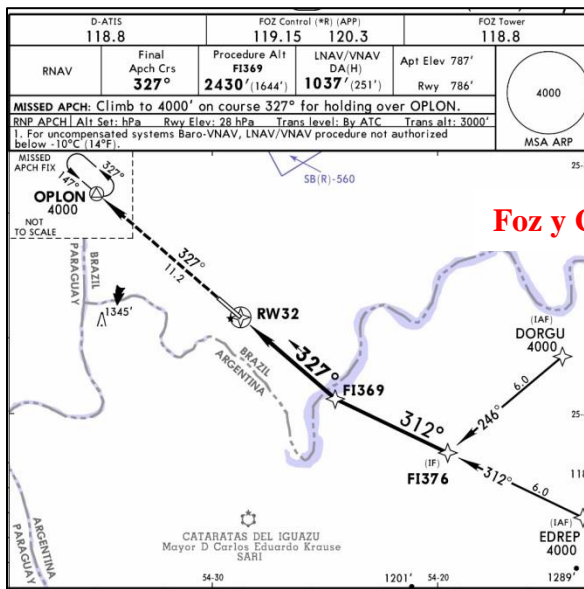 D-ATIS
118.8
FOZ Control (*R) (APP)
119.15 120.3
FOZ Tower
118.8
RNAV
Final
Apch Crs
327°
Procedure Alt
FI369
2430' (1644')
LNAV/VNAV
DA(H)
1037' (251')
Apt Elev 787'
Rwy 786'
4000
MSA ARP
MISSED APCH: Climb to 4000' on course 327° for holding over OPLON.
RNP APCH Alt Set: hPa Rwy Elev: 28 hPa Trans level: By ATC Trans alt: 3000'
1. For uncompensated systems Baro-VNAV, LNAV/VNAV procedure not authorized
below -10°C (14°F).
MISSED
APCH FIX
327°
147°
OPLON
4000
NOT
TO SCALE
SB(R)-560
25-
Foz y
BRAZIL
PARAGUAY
1345'
327°
11.2
RW32
BRAZIL
ARGENTINA
327°
FI369
(IAF)
DORGU
4000
6.0
246°
25-
312°
(IF)
FI376
312°
6.0
118
(IAF)
EDREP
4000
CATARATAS DEL IGUAZU
Mayor D Carlos Eduardo Krause
SARI
ARGENTINA
PARAGUAY
54-30
1201'
54-20
1289'